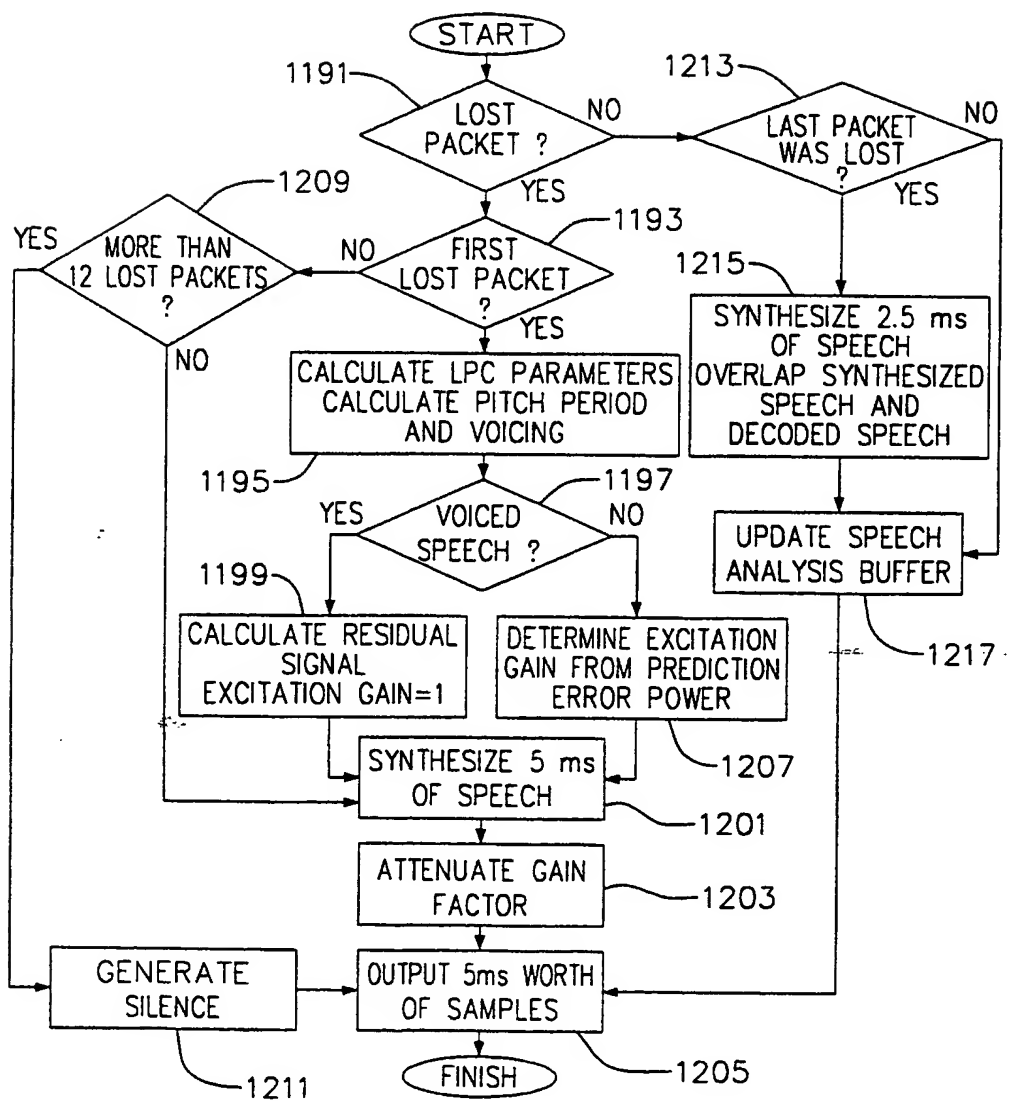 START
1191
LOST
PACKET ?
NO
YES
1213
LAST PACKET
WAS LOST
?
NO
YES
1209
MORE THAN
12 LOST PACKETS
?
YES
NO
1193
FIRST
LOST PACKET
?
NO
YES
1215
SYNTHESIZE 2.5 ms
OF SPEECH
OVERLAP SYNTHESIZED
SPEECH AND
DECODED SPEECH
CALCULATE LPC PARAMETERS
CALCULATE PITCH PERIOD
AND VOICING
1195
1197
VOICED
SPEECH ?
YES
NO
UPDATE SPEECH
ANALYSIS BUFFER
1217
1199
CALCULATE RESIDUAL
SIGNAL
EXCITATION GAIN=1
DETERMINE EXCITATION
GAIN FROM PREDICTION
ERROR POWER
1207
SYNTHESIZE 5 ms
OF SPEECH
1201
ATTENUATE GAIN
FACTOR
1203
GENERATE
SILENCE
1211
OUTPUT 5ms WORTH
OF SAMPLES
1205
FINISH